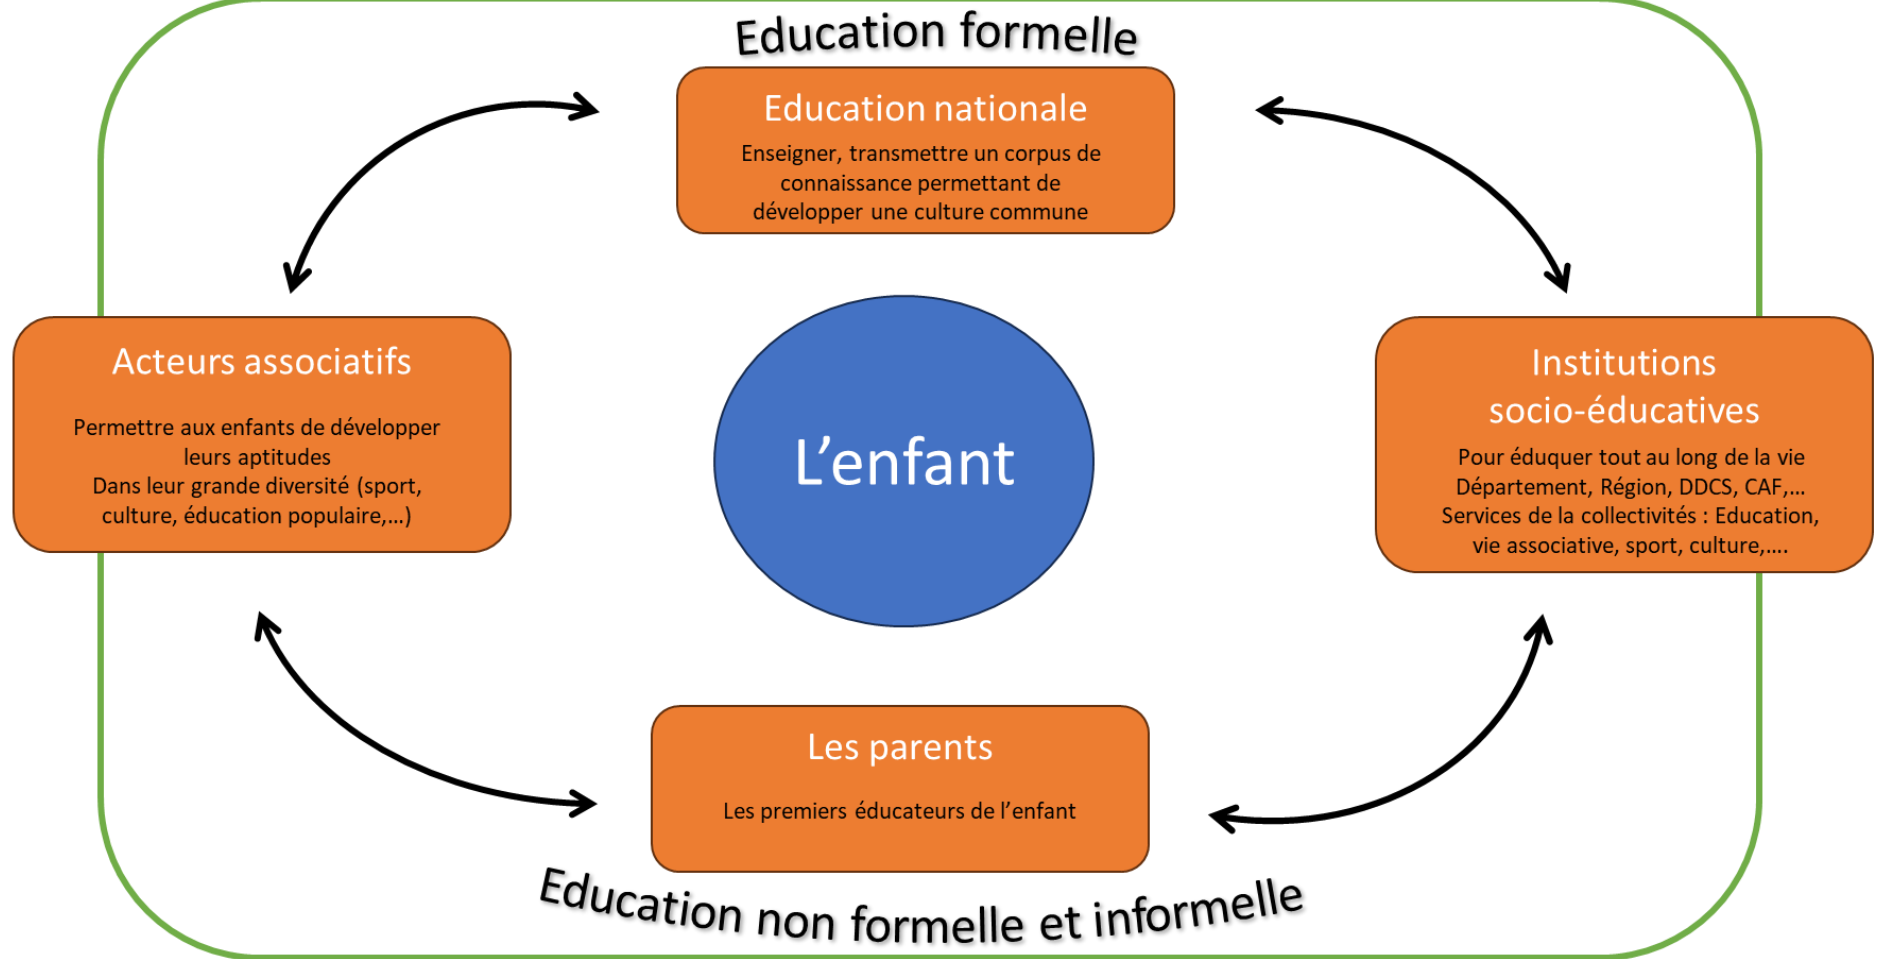 Education formelle
Education nationale
Enseigner, transmettre un corpus de
connaissance permettant de
développer une culture commune
Acteurs associatifs
Permettre aux enfants de développer
leurs aptitudes
Dans leur grande diversité (sport,
culture, éducation populaire,...)
L'enfant
Institutions
socio-éducatives
Pour éduquer tout au long de la vie
Département, Région, DDCS, CAF,...
Services de la collectivités : Education,
vie associative, sport, culture,....
Les parents
Les premiers éducateurs de l'enfant
Education non formelle et informelle